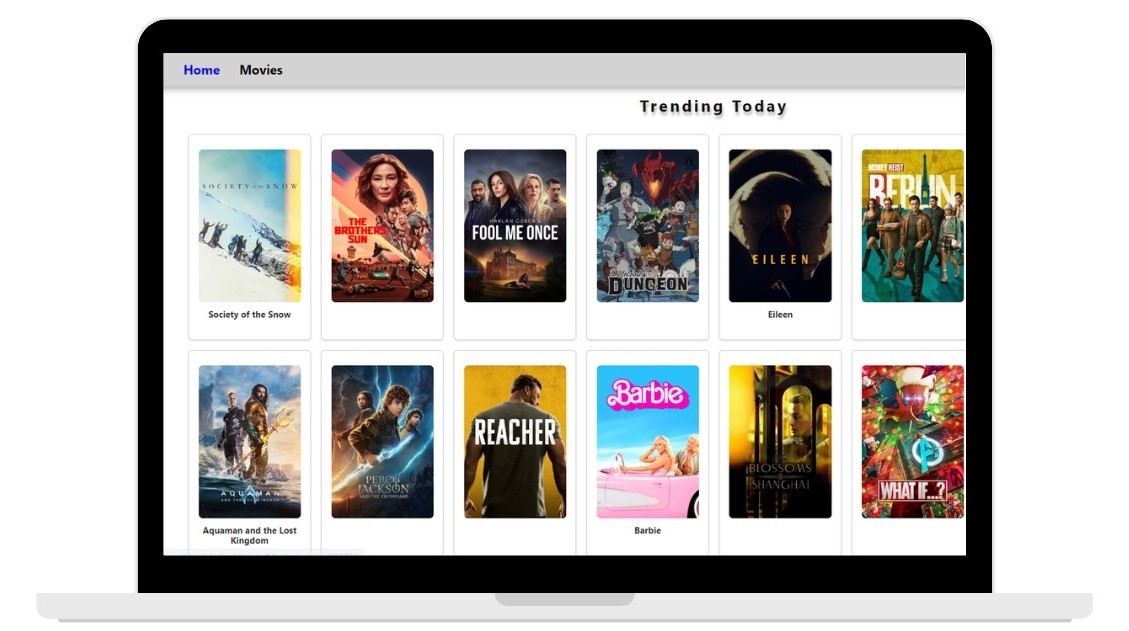 Home Movies
Trending Today
SOCIETY of the SNOW
THE
BROTHERS
SUN
HARLAN COBEN'S
FOOL ME ONCE
DUNGEON
EILEEN
MONEY HEIST
BERLIN
Society of the Snow
Eileen
AQUAMAN
AND THE LOST KINGDOM
PERCY
JACKSON
AND THE OLYMPIANS
REACHER
Barbie
BLOSSOMS
SHANGHAI
WHAT IF...?
Aquaman and the Lost
Kingdom
Barbie